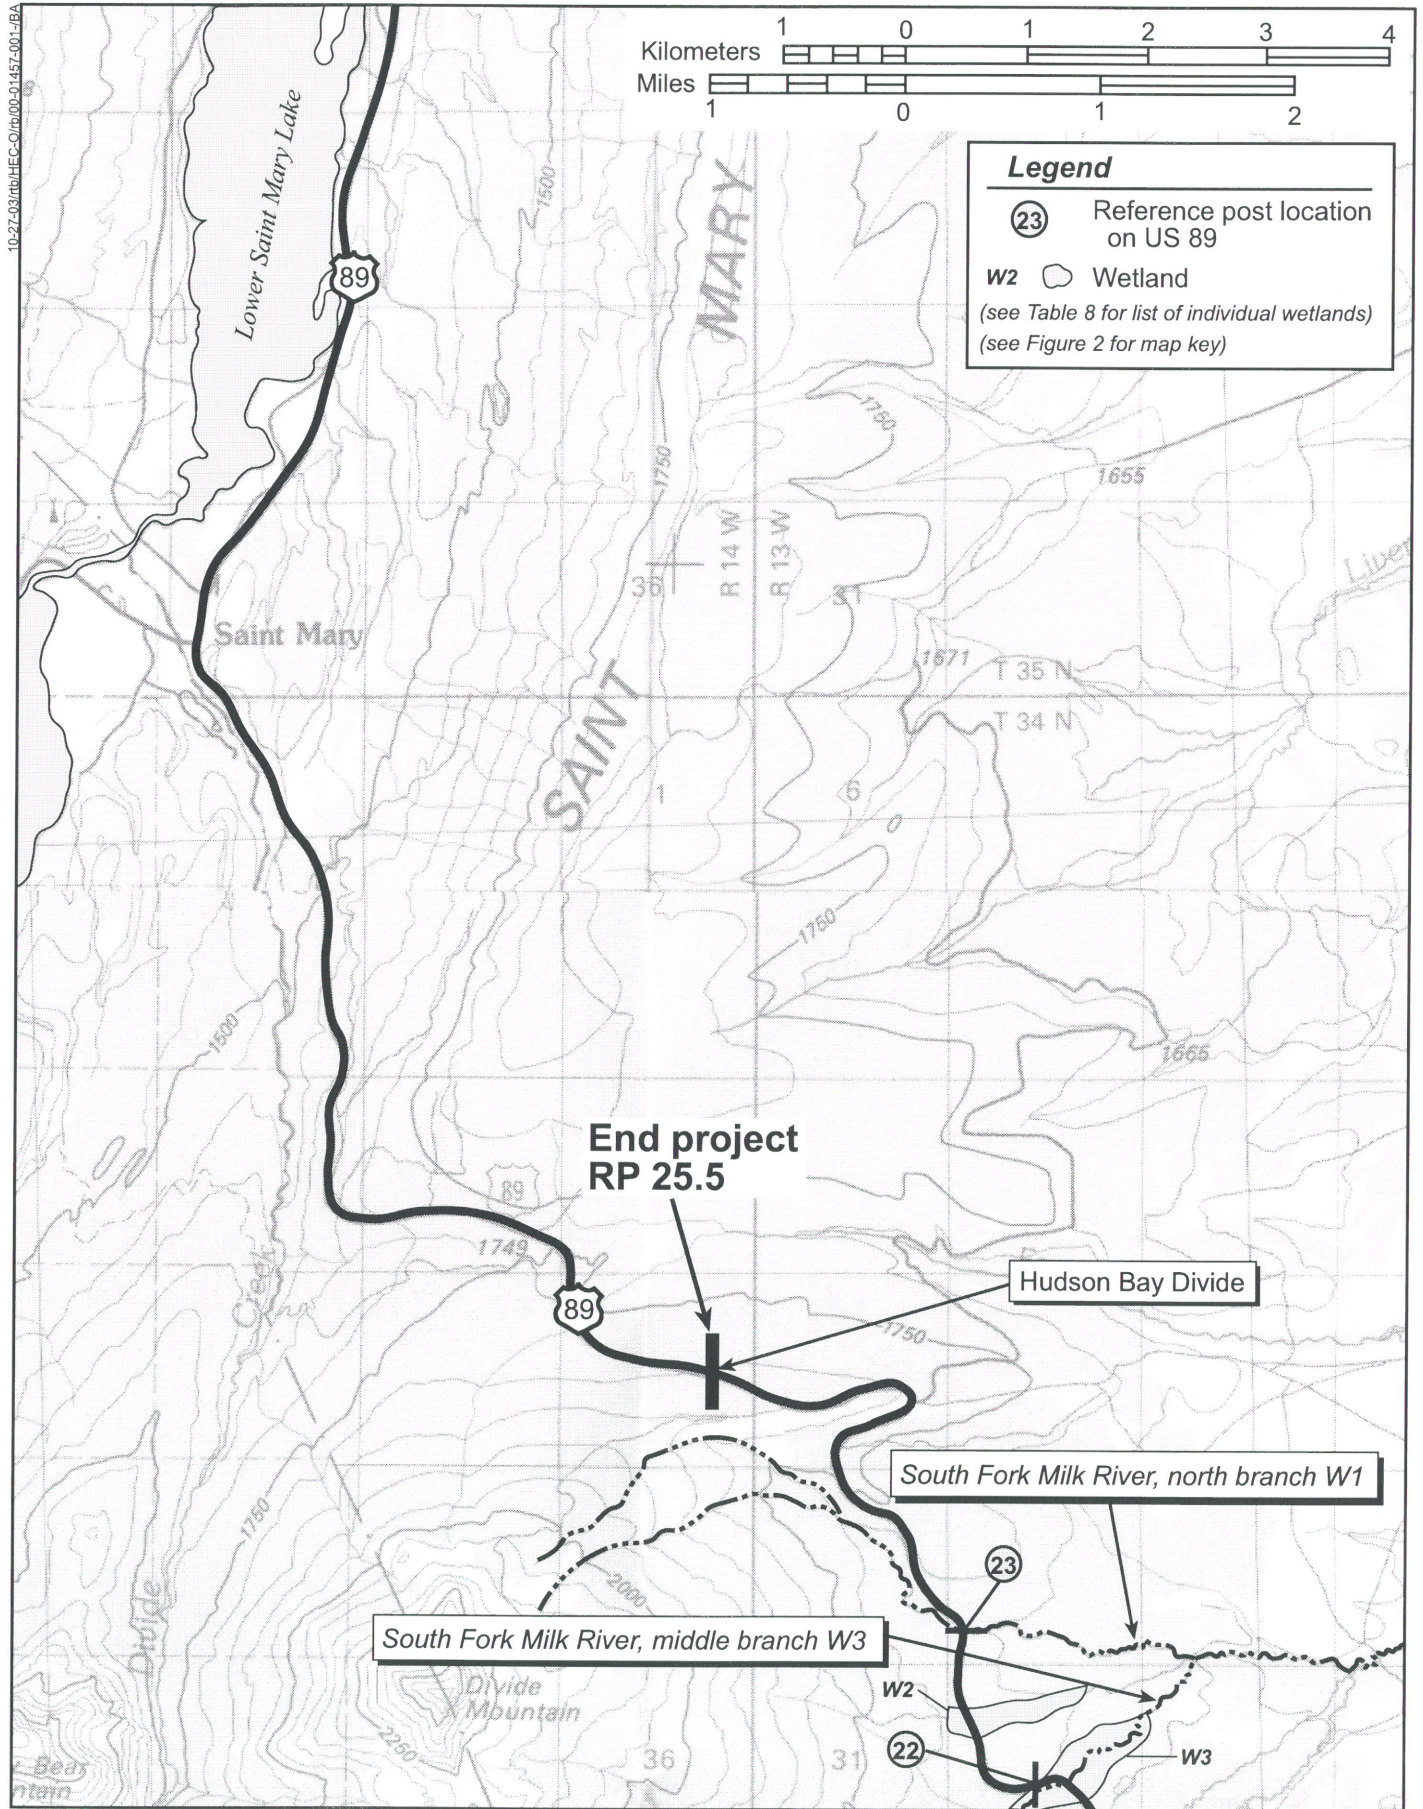 10-27-03/rtb/HEC-O/rb/00-01457-001-/BA
1 0 1 2 3 4
Kilometers
Miles
1 0 1 2
Legend
23 Reference post location
on US 89
W2 Wetland
(see Table 8 for list of individual wetlands)
(see Figure 2 for map key)
Lower Saint Mary Lake
1500
MARY
89
1750
1750
1655
R 14 W
R 13 W
36
31
Saint Mary
1671
T 35 N
T 34 N
SAINT
1
6
1750
1500
1665
End project
RP 25.5
89
1749
Creek
Hudson Bay Divide
89
1750
South Fork Milk River, north branch W1
1750
23
2000
Divide
South Fork Milk River, middle branch W3
W2
Divide
Mountain
22
W3
2250
36
31
Bear
ntain